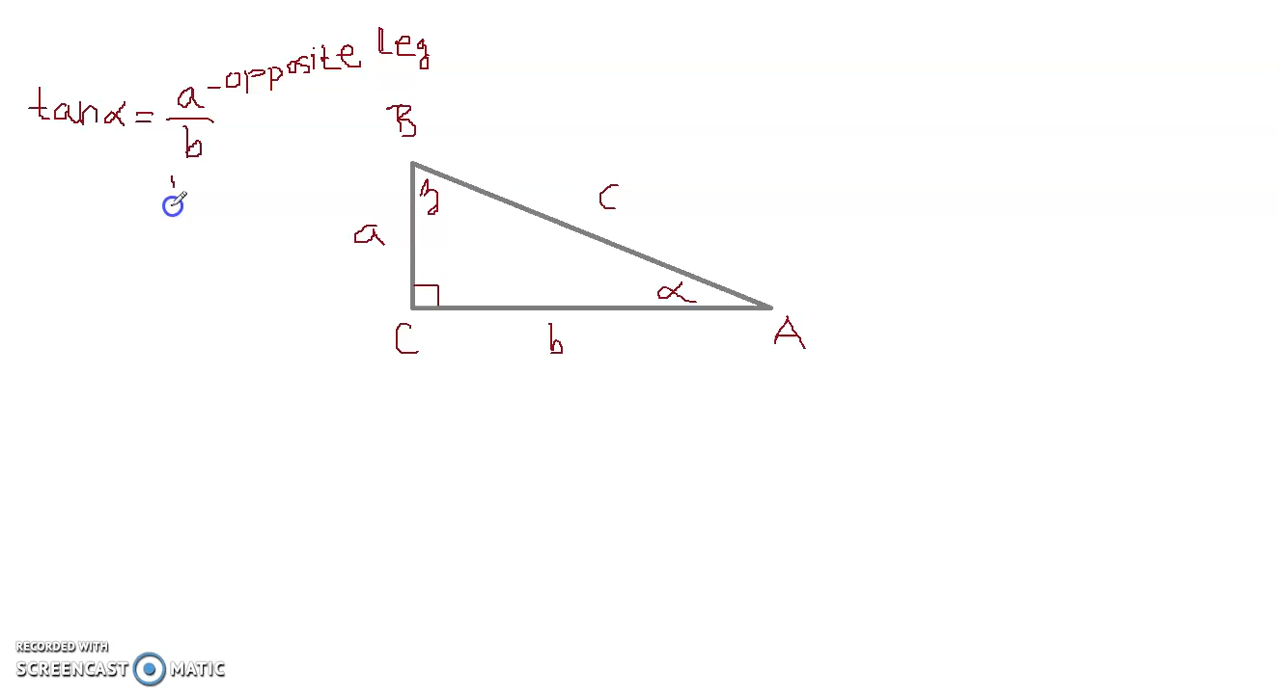 tanα = a - opposite Leg
b
B
β
a
C
α
C
b
A
RECORDED WITH
SCREENCAST MATIC